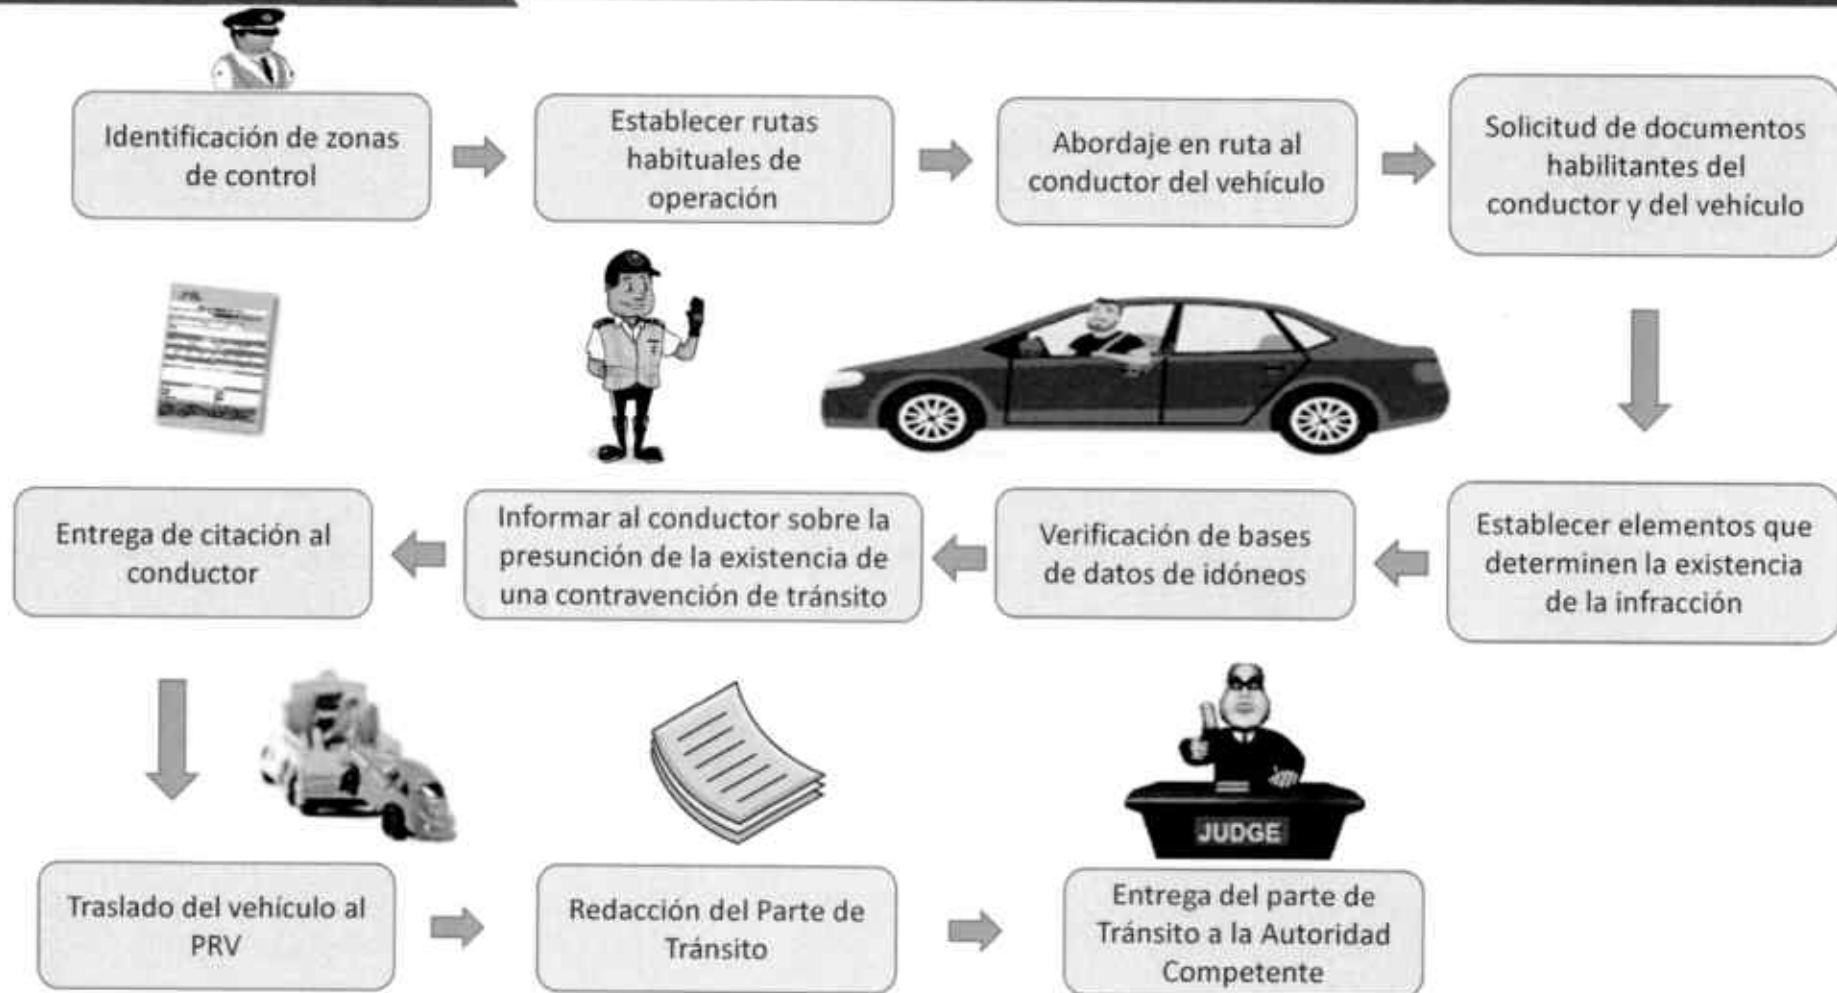 Identificación de zonas
de control
Establecer rutas
habituales de
operación
Abordaje en ruta al
conductor del vehículo
Solicitud de documentos
habilitantes del
conductor y del vehículo
Establecer elementos que
determinen la existencia
de la infracción
Verificación de bases
de datos de idóneos
Informar al conductor sobre la
presunción de la existencia de
una contravención de tránsito
Entrega de citación al
conductor
Traslado del vehículo al
PRV
Redacción del Parte de
Tránsito
JUDGE
Entrega del parte de
Tránsito a la Autoridad
Competente